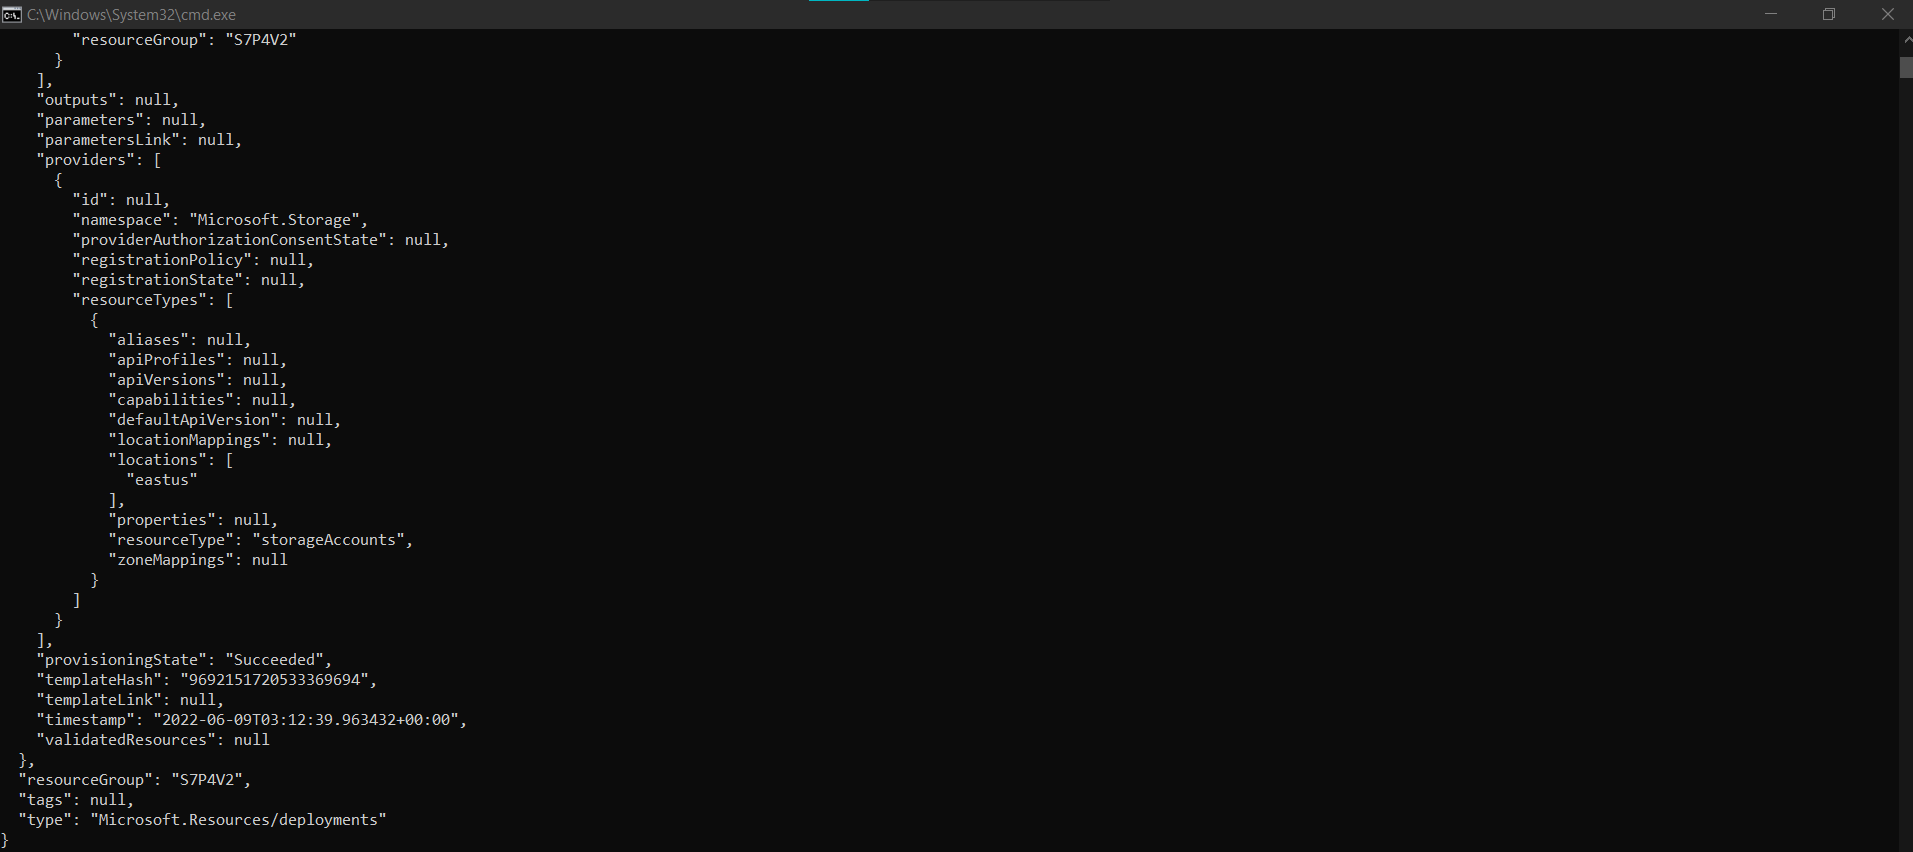 C:\Windows\System32\cmd.exe
        "resourceGroup": "S7P4V2"
      }
    ],
    "outputs": null,
    "parameters": null,
    "parametersLink": null,
    "providers": [
      {
        "id": null,
        "namespace": "Microsoft.Storage",
        "providerAuthorizationConsentState": null,
        "registrationPolicy": null,
        "registrationState": null,
        "resourceTypes": [
          {
            "aliases": null,
            "apiProfiles": null,
            "apiVersions": null,
            "capabilities": null,
            "defaultApiVersion": null,
            "locationMappings": null,
            "locations": [
              "eastus"
            ],
            "properties": null,
            "resourceType": "storageAccounts",
            "zoneMappings": null
          }
        ]
      }
    ],
    "provisioningState": "Succeeded",
    "templateHash": "9692151720533369694",
    "templateLink": null,
    "timestamp": "2022-06-09T03:12:39.963432+00:00",
    "validatedResources": null
  },
  "resourceGroup": "S7P4V2",
  "tags": null,
  "type": "Microsoft.Resources/deployments"
}